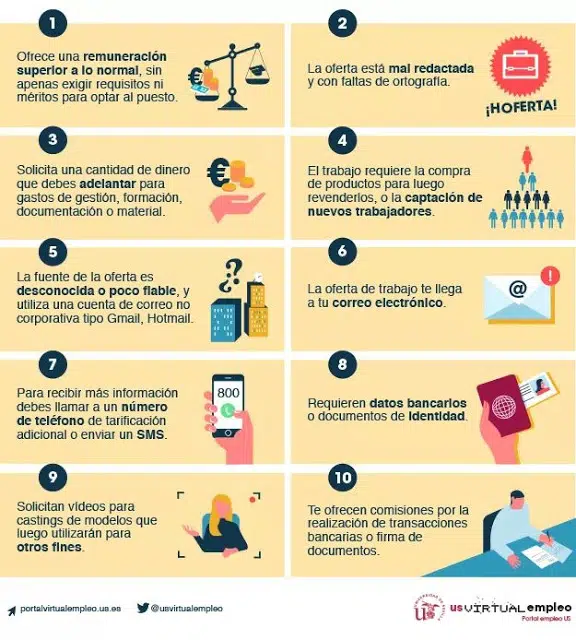 1
Ofrece una remuneración
superior a lo normal, sin
apenas exigir requisitos ni
méritos para optar al puesto.
2
La oferta está mal redactada
y con faltas de ortografía.
¡HOFERTA!
3
Solicita una cantidad de dinero
que debes adelantar para
gastos de gestión, formación,
documentación o material.
€
4
El trabajo requiere la compra
de productos para luego
revenderlos, o la captación de
nuevos trabajadores.
5
La fuente de la oferta es
desconocida o poco fiable, y
utiliza una cuenta de correo no
corporativa tipo Gmail, Hotmail.
??
6
La oferta de trabajo te llega
a tu correo electrónico.
@
!
7
Para recibir más información
debes llamar a un número
de teléfono de tarificación
adicional o enviar un SMS.
800
8
Requieren datos bancarios
o documentos de identidad.
9
Solicitan vídeos para
castings de modelos que
luego utilizarán para
otros fines.
10
Te ofrecen comisiones por la
realización de transacciones
bancarias o firma de
documentos.
portalvirtualempleo.us.es
@usvirtualempleo
us VIRTUAL empleo
Portal empleo US